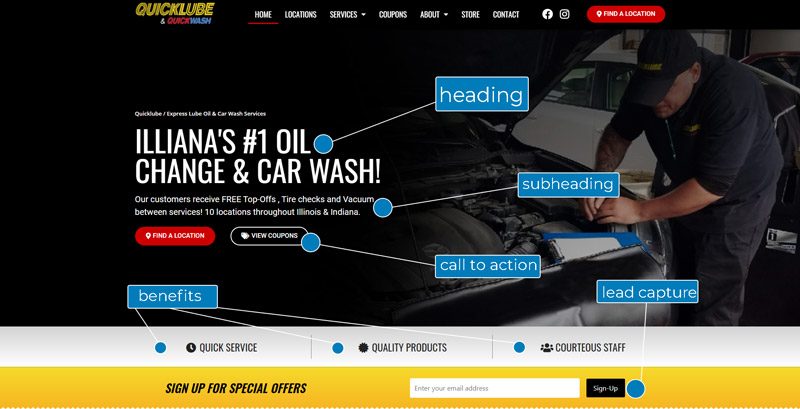 QUICKLUBE
& QUICKWASH
HOME LOCATIONS SERVICES COUPONS ABOUT STORE CONTACT FIND A LOCATION
heading
Quicklube / Express Lube Oil & Car Wash Services
ILLIANA'S #1 OIL
CHANGE & CAR WASH!
subheading
Our customers receive FREE Top-Offs , Tire checks and Vacuum
between services! 10 locations throughout Illinois & Indiana.
FIND A LOCATION VIEW COUPONS
call to action
benefits
lead capture
QUICK SERVICE QUALITY PRODUCTS COURTEOUS STAFF
SIGN UP FOR SPECIAL OFFERS Enter your email address Sign-Up